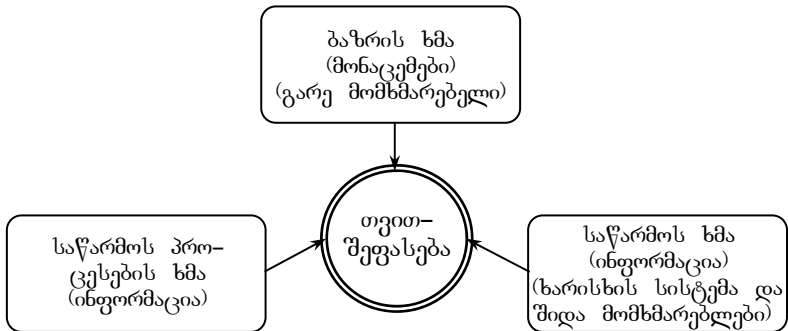 ბაზრის ხმა
(მონაცემები)
(გარე მომხმარებელი)
თვით–
შეფასება
საწარმოს პრო–
ცესების ხმა
(ინფორმაცია)
საწარმოს ხმა
(ინფორმაცია)
(ხარისხის სისტემა და
შიდა მომხმარებლები)